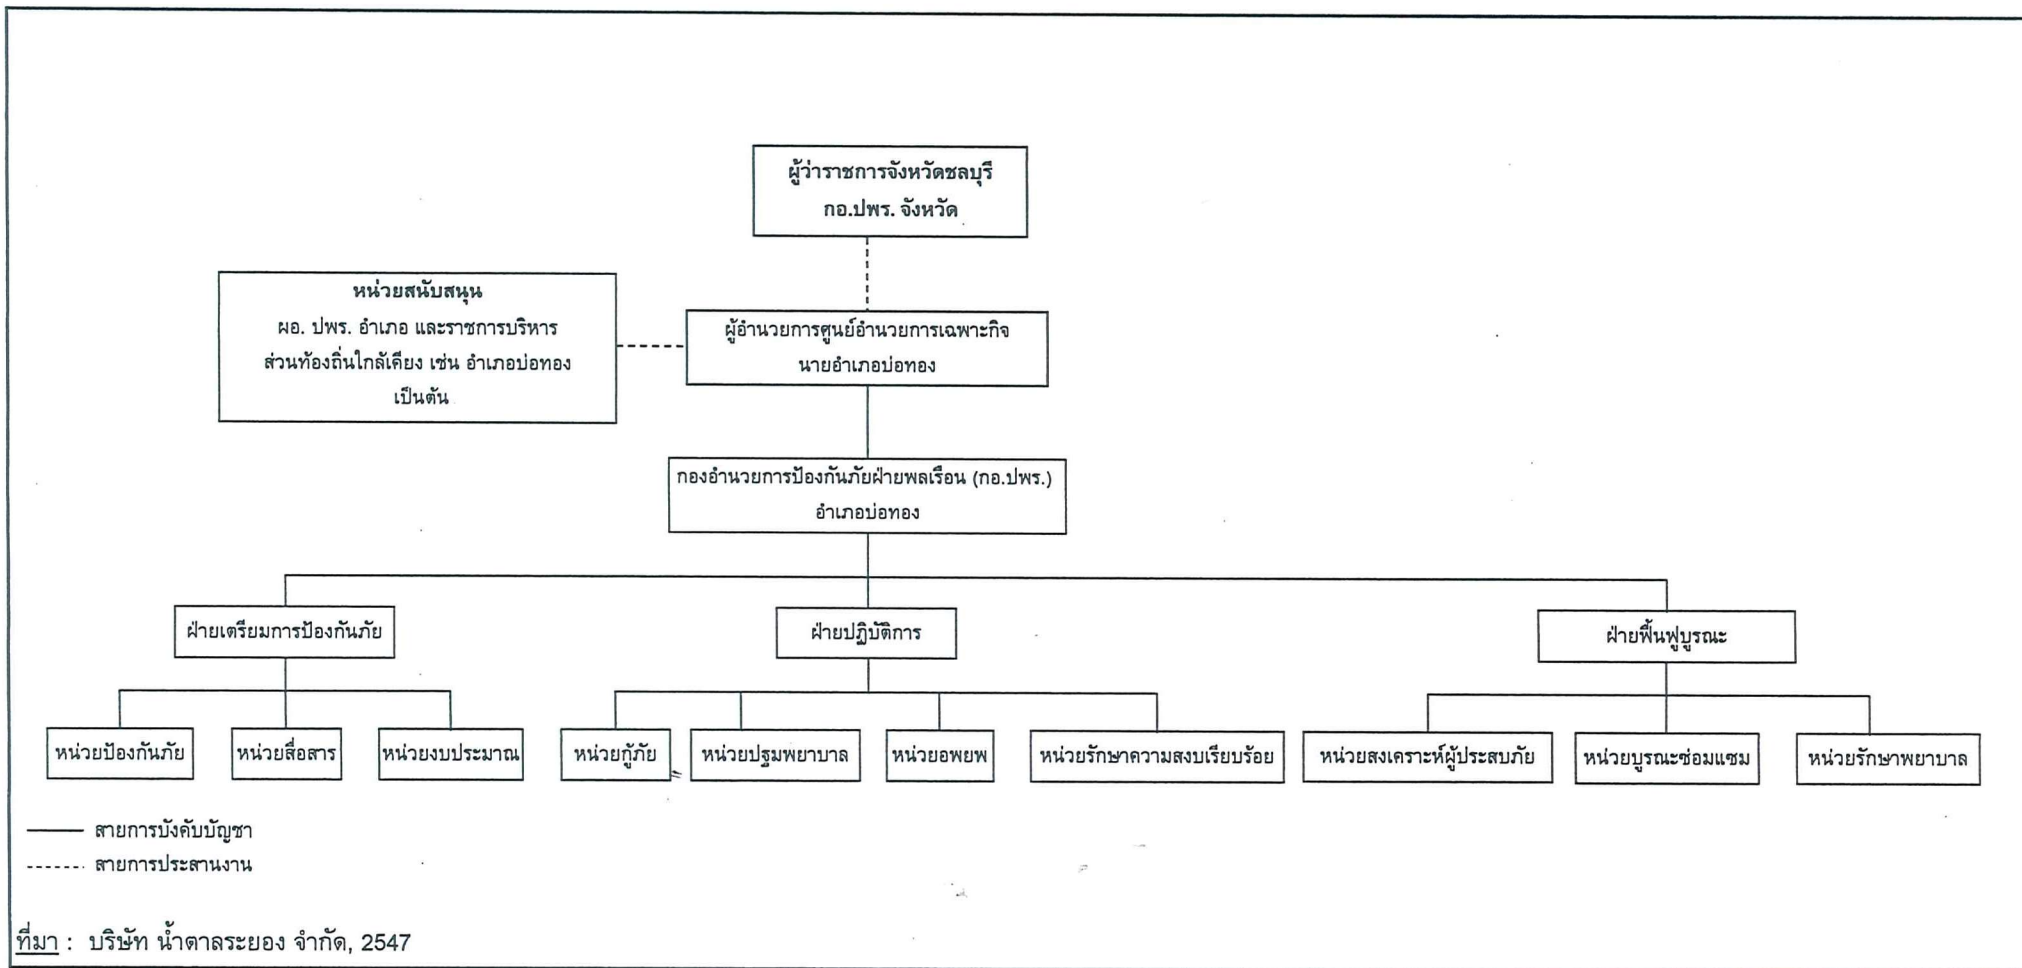 ผู้ว่าราชการจังหวัดชลบุรี
กอ.ปพร. จังหวัด
หน่วยสนับสนุน
ผอ. ปพร. อำเภอ และราชการบริหาร
ส่วนท้องถิ่นใกล้เคียง เช่น อำเภอบ่อทอง
เป็นต้น
ผู้อำนวยการศูนย์อำนวยการเฉพาะกิจ
นายอำเภอบ่อทอง
กองอำนวยการป้องกันภัยฝ่ายพลเรือน (กอ.ปพร.)
อำเภอบ่อทอง
ฝ่ายเตรียมการป้องกันภัย
ฝ่ายปฏิบัติการ
ฝ่ายฟื้นฟูบูรณะ
หน่วยป้องกันภัย
หน่วยสื่อสาร
หน่วยงบประมาณ
หน่วยกู้ภัย
หน่วยปฐมพยาบาล
หน่วยอพยพ
หน่วยรักษาความสงบเรียบร้อย
หน่วยสงเคราะห์ผู้ประสบภัย
หน่วยบูรณะซ่อมแซม
หน่วยรักษาพยาบาล
สายการบังคับบัญชา
สายการประสานงาน
ที่มา : บริษัท น้ำตาลระยอง จำกัด, 2547